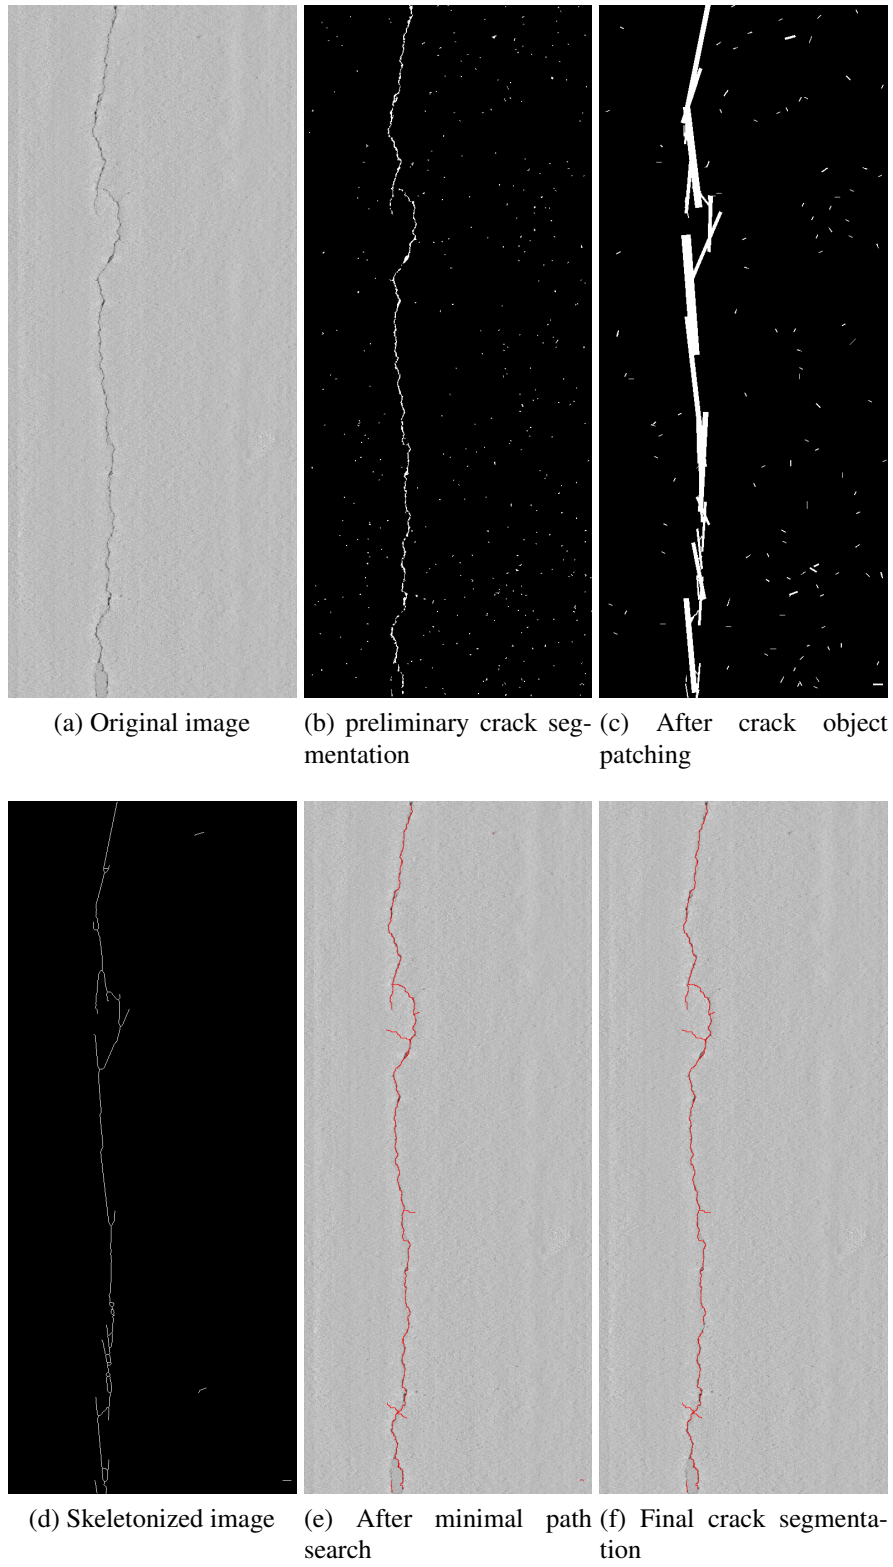 (a) Original image
(b) preliminary crack seg-
mentation
(c) After crack object
patching
(d) Skeletonized image
(e) After minimal path
search
(f) Final crack segmenta-
tion